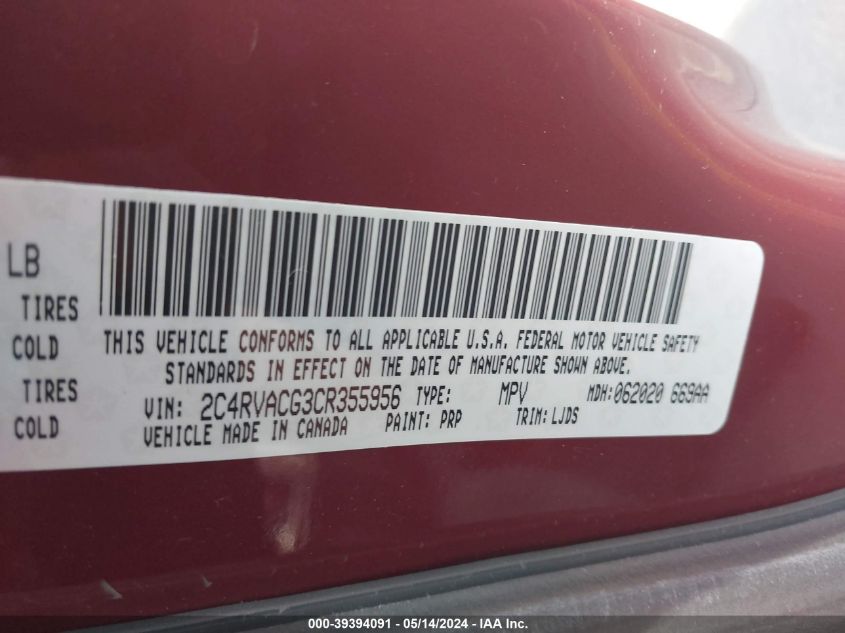 LB
TIRES
COLD
TIRES
COLD
THIS VEHICLE CONFORMS TO ALL APPLICABLE U.S.A. FEDERAL MOTOR VEHICLE SAFETY
STANDARDS IN EFFECT ON THE DATE OF MANUFACTURE SHOWN ABOVE.
VIN: 2C4RVACG3CR355956 TYPE: MPV MDH:062020 669AA
VEHICLE MADE IN CANADA PAINT: PRP TRIM:LJDS
000-39394091 - 05/14/2024 - IAA Inc.